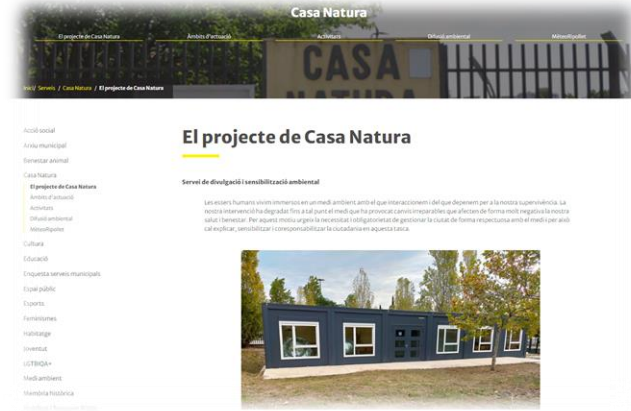 Casa Natura
El projecte de Casa Natura
Àmbits d'actuació
Activitats
Difusió ambiental
MeteoRipollet
CASA
NATURA
Inici / Serveis / Casa Natura / El projecte de Casa Natura
Acció social
Arxiu municipal
Benestar animal
Casa Natura
El projecte de Casa Natura
Àmbits d'actuació
Activitats
Difusió ambiental
MeteoRipollet
Cultura
Educació
Enquesta serveis municipals
Espai públic
Esports
Feminismes
Habitatge
Joventut
LGTBIQA+
Medi ambient
Memòria històrica
El projecte de Casa Natura
Servei de divulgació i sensibilització ambiental
Les essers humans vivim immersos en un medi ambient amb el que interaccionem i del que depenem per a la nostra supervivència. La
nostra intervenció ha degradat fins a tal punt el medi que ha provocat canvis irreparables que afecten de forma molt negativa la nostra
salut i benestar. Per aquest motiu urgeix la necessitat i obligatorietat de gestionar la ciutat de forma respectuosa amb el medi i per això
cal explicar, sensibilitzar i coresponsabilitzar la ciutadania en aquesta tasca.